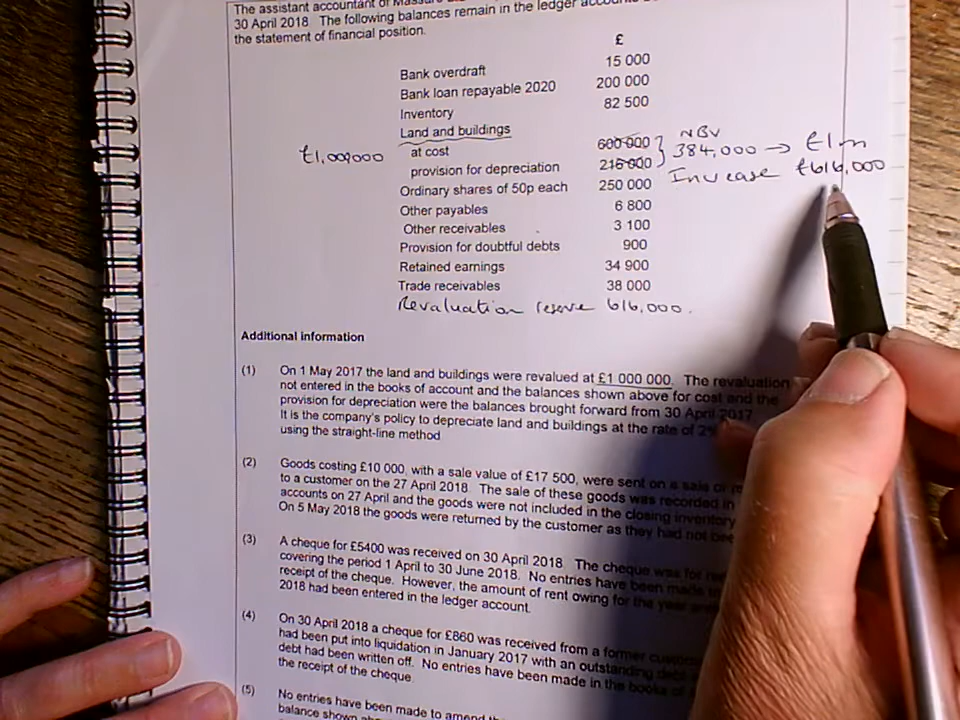 The assistant accountant of
30 April 2018. The following balances remain in the ledger accounts
the statement of financial position.
£
Bank overdraft 15 000
Bank loan repayable 2020 200 000
Inventory 82 500
Land and buildings
£1,000,000 at cost 600 000 NBV 384,000 → £1m
provision for depreciation 216 000 Increase £616,000
Ordinary shares of 50p each 250 000
Other payables 6 800
Other receivables 3 100
Provision for doubtful debts 900
Retained earnings 34 900
Trade receivables 38 000
Revaluation reserve 616,000.
Additional information
(1) On 1 May 2017 the land and buildings were revalued at £1 000 000. The revaluation
not entered in the books of account and the balances shown above for cost and the
provision for depreciation were the balances brought forward from 30 April 2017
It is the company's policy to depreciate land and buildings at the rate of 2%
using the straight-line method
(2) Goods costing £10 000, with a sale value of £17 500, were sent on a sale or
to a customer on the 27 April 2018. The sale of these goods was recorded in
accounts on 27 April and the goods were not included in the closing inventory
On 5 May 2018 the goods were returned by the customer as they had not been
(3) A cheque for £5400 was received on 30 April 2018. The cheque was for
covering the period 1 April to 30 June 2018. No entries have been made
receipt of the cheque. However, the amount of rent owing for the year
2018 had been entered in the ledger account.
(4) On 30 April 2018 a cheque for £860 was received from a former
had been put into liquidation in January 2017 with an outstanding
debt had been written off. No entries have been made in the books of
the receipt of the cheque.
(5) No entries have been made to amend the
balance shown